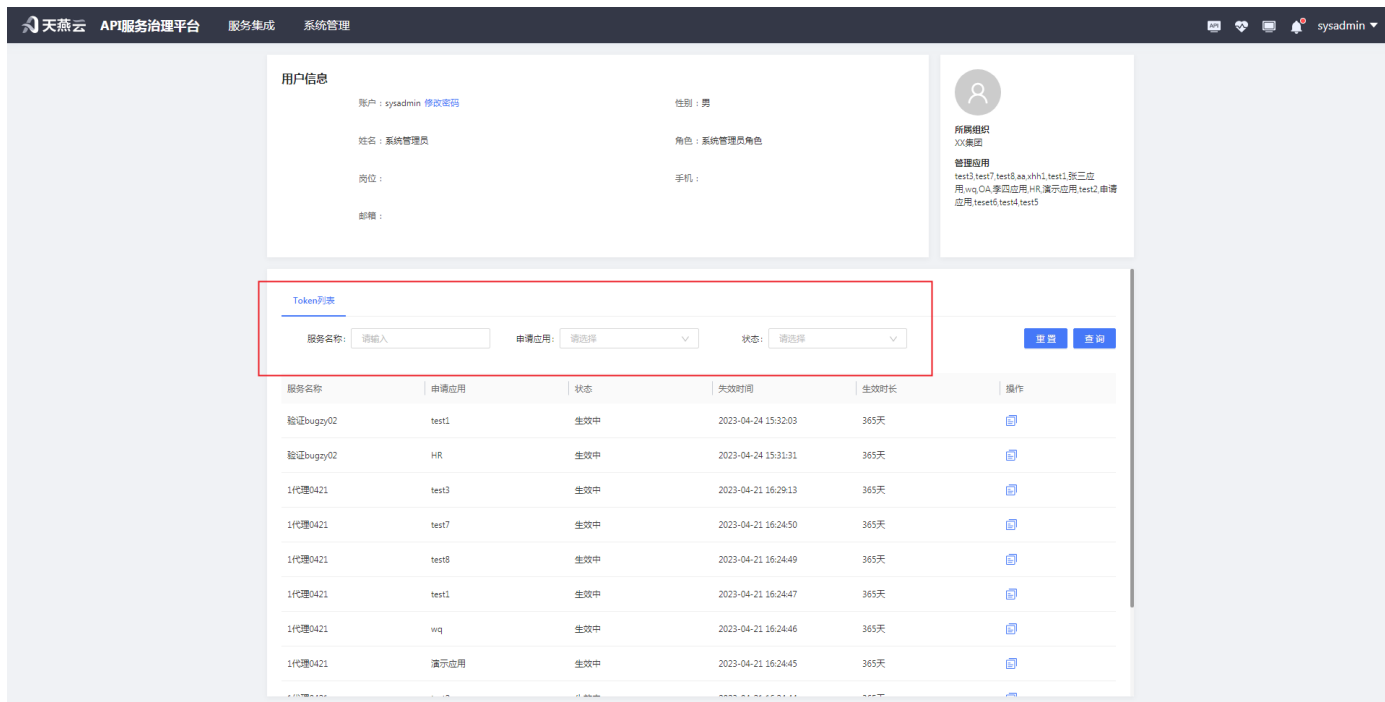 天燕云 API服务治理平台 服务集成 系统管理 API sysadmin
用户信息
账户：sysadmin 修改密码 性别：男
姓名：系统管理员 角色：系统管理员角色
岗位： 手机：
邮箱：
所属组织
XX集团
管理应用
test3,test7,test8,aa,xhh1,test1,张三应
用,wq,OA,李四应用,HR,演示应用,test2,申请
应用,teset6,test4,test5
Token列表
服务名称: 请输入 申请应用: 请选择 状态: 请选择 重置 查询
服务名称 申请应用 状态 失效时间 生效时长 操作
验证bugzy02 test1 生效中 2023-04-24 15:32:03 365天
验证bugzy02 HR 生效中 2023-04-24 15:31:31 365天
1代理0421 test3 生效中 2023-04-21 16:29:13 365天
1代理0421 test7 生效中 2023-04-21 16:24:50 365天
1代理0421 test8 生效中 2023-04-21 16:24:49 365天
1代理0421 test1 生效中 2023-04-21 16:24:47 365天
1代理0421 wq 生效中 2023-04-21 16:24:46 365天
1代理0421 演示应用 生效中 2023-04-21 16:24:45 365天